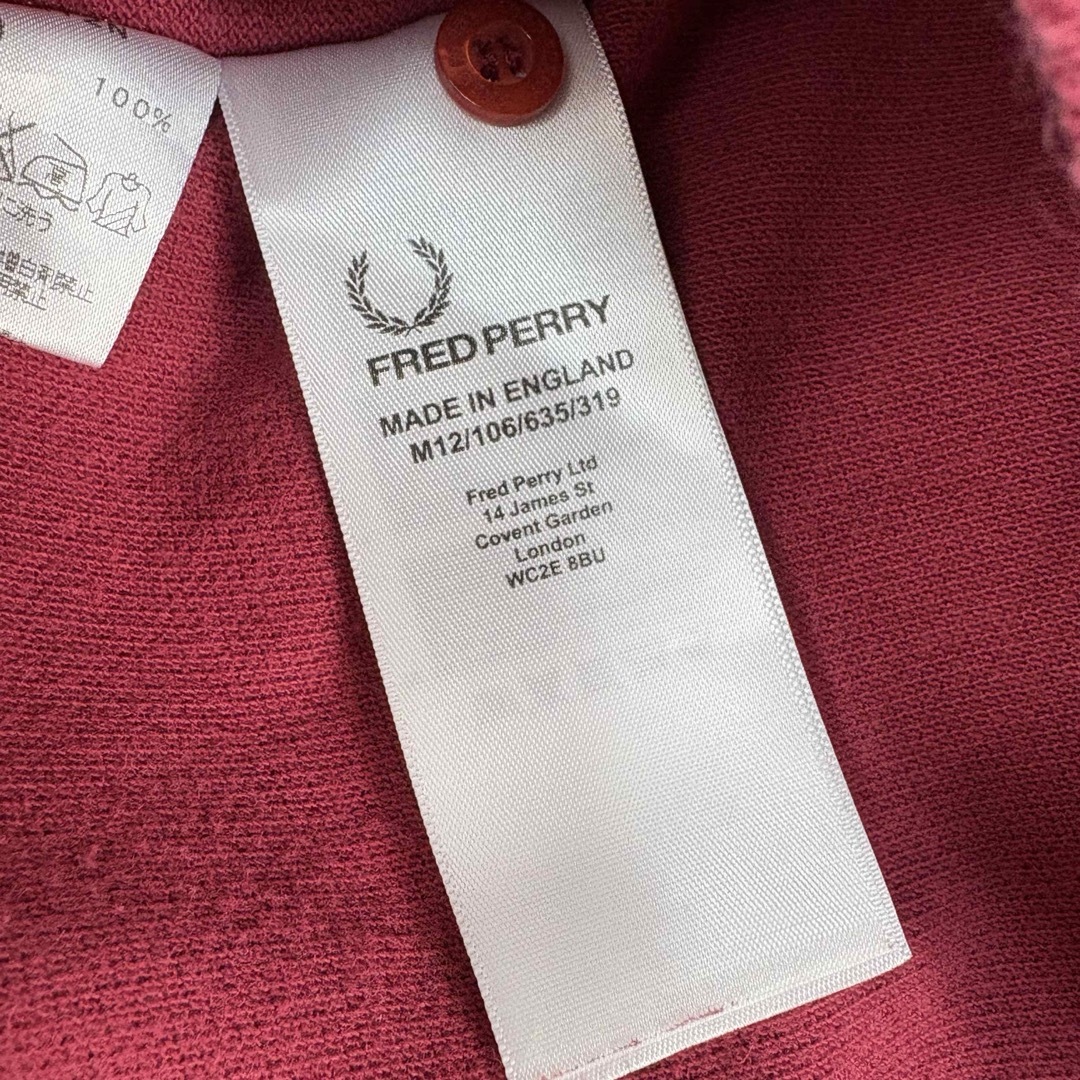 100%
FRED PERRY
MADE IN ENGLAND
M12/106/635/319
Fred Perry Ltd
14 James St
Covent Garden
London
WC2E 8BU